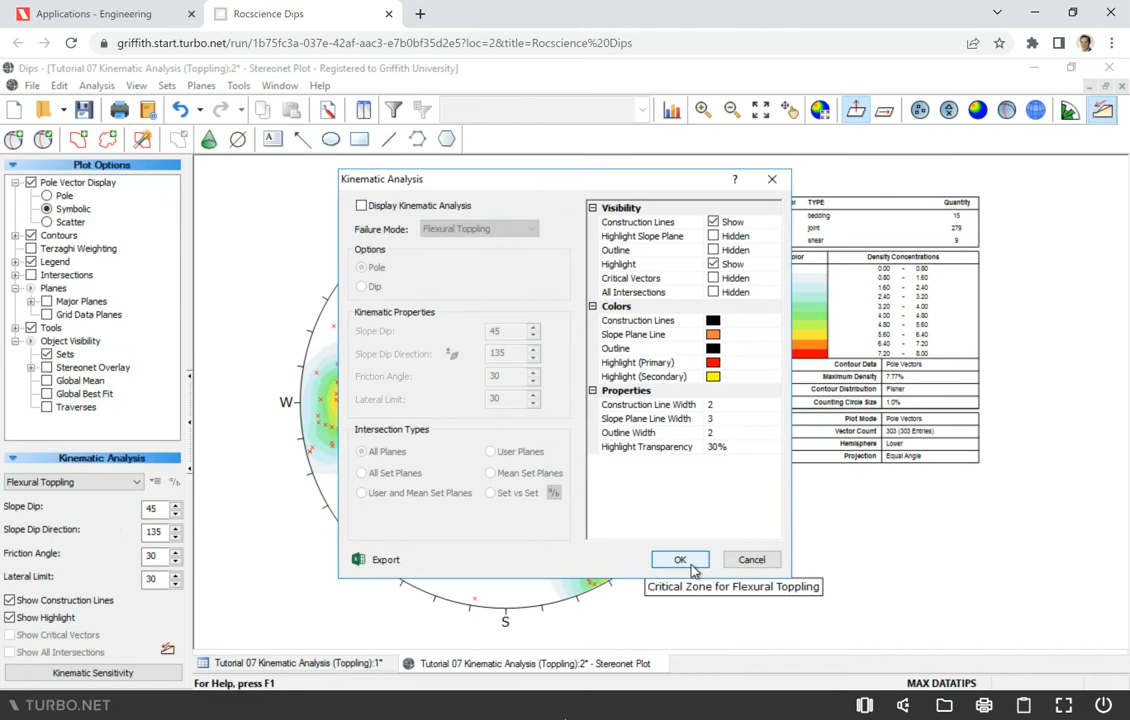 Applications - Engineering
Rocscience Dips
griffith.start.turbo.net/run/1b75fc3a-037e-42af-aac3-e7b0bf35d2e5?loc=2&title=Rocscience%20Dips
Dips - [Tutorial 07 Kinematic Analysis (Toppling):2* - Stereonet Plot - Registered to Griffith University]
File Edit Analysis View Sets Planes Tools Window Help
Plot Options
Pole Vector Display
Pole
Symbolic
Scatter
Contours
Terzaghi Weighting
Legend
Intersections
Planes
Major Planes
Grid Data Planes
Tools
Object Visibility
Sets
Stereonet Overlay
Global Mean
Global Best Fit
Traverses
Kinematic Analysis
Flexural Toppling
Slope Dip: 45
Slope Dip Direction: 135
Friction Angle: 30
Lateral Limit: 30
Show Construction Lines
Show Highlight
Show Critical Vectors
Show All Intersections
Kinematic Sensitivity
W
S
Kinematic Analysis
? 
Display Kinematic Analysis
Failure Mode: Flexural Toppling
Options
Pole
Dip
Kinematic Properties
Slope Dip: 45
Slope Dip Direction: 135
Friction Angle: 30
Lateral Limit: 30
Intersection Types
All Planes User Planes
All Set Planes Mean Set Planes
User and Mean Set Planes Set vs Set
Export
Visibility
Construction Lines Show
Highlight Slope Plane Hidden
Outline Hidden
Highlight Show
Critical Vectors Hidden
All Intersections Hidden
Colors
Construction Lines
Slope Plane Line
Outline
Highlight (Primary)
Highlight (Secondary)
Properties
Construction Line Width 2
Slope Plane Line Width 3
Outline Width 2
Highlight Transparency 30%
OK Cancel
Critical Zone for Flexural Toppling
TYPE Quantity
bedding 15
joint 279
shear 9
Density Concentrations
0.00 - 0.80
0.80 - 1.60
1.60 - 2.40
2.40 - 3.20
3.20 - 4.00
4.00 - 4.80
4.80 - 5.60
5.60 - 6.40
6.40 - 7.20
7.20 - 8.00
Contour Data Pole Vectors
Maximum Density 7.77%
Contour Distribution Fisher
Counting Circle Size 1.0%
Plot Mode Pole Vectors
Vector Count 303 (303 Entries)
Hemisphere Lower
Projection Equal Angle
Tutorial 07 Kinematic Analysis (Toppling):1*
Tutorial 07 Kinematic Analysis (Toppling):2* - Stereonet Plot
For Help, press F1
MAX DATATIPS
TURBO.NET